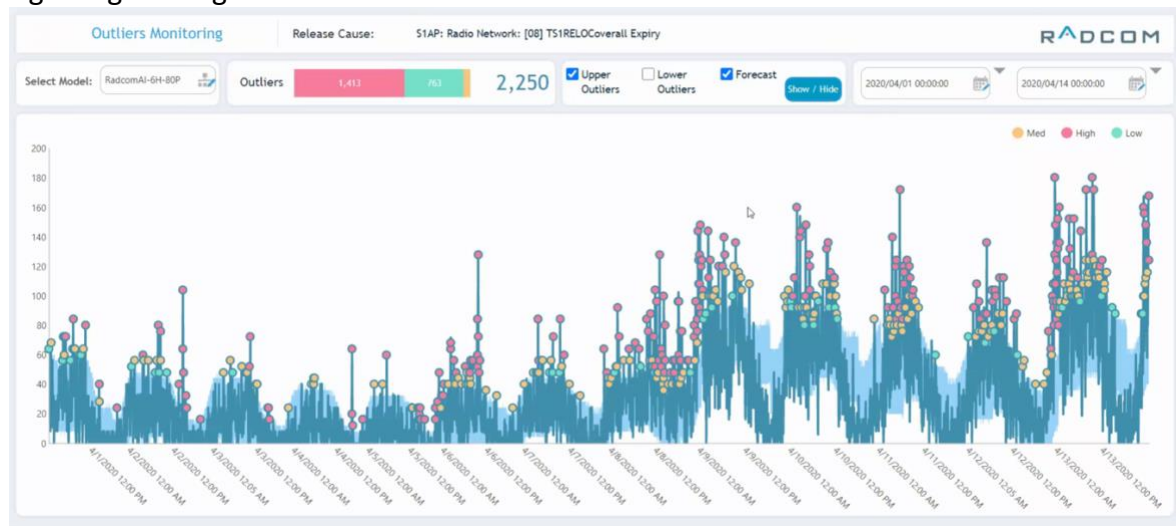 Outliers Monitoring
Release Cause:
S1AP: Radio Network: [08] TS1RELOCoverall Expiry
RADCOM
Select Model:
RadcomAI-6H-80P
Outliers
1,413
763
2,250
Upper
Outliers
Lower
Outliers
Forecast
Show / Hide
2020/04/01 00:00:00
2020/04/14 00:00:00
Med
High
Low
200
180
160
140
120
100
80
60
40
20
0
4/1/2020 12:00 PM
4/2/2020 12:00 AM
4/2/2020 12:00 PM
4/3/2020 12:05 AM
4/3/2020 12:00 PM
4/4/2020 12:00 AM
4/4/2020 12:00 PM
4/5/2020 12:00 AM
4/5/2020 12:00 PM
4/6/2020 12:00 AM
4/6/2020 12:00 PM
4/7/2020 12:00 AM
4/7/2020 12:00 PM
4/8/2020 12:00 AM
4/8/2020 12:00 PM
4/9/2020 12:00 AM
4/9/2020 12:00 PM
4/10/2020 12:00 AM
4/10/2020 12:00 PM
4/11/2020 12:00 AM
4/11/2020 12:00 PM
4/12/2020 12:05 AM
4/12/2020 12:00 PM
4/13/2020 12:00 AM
4/13/2020 12:00 PM